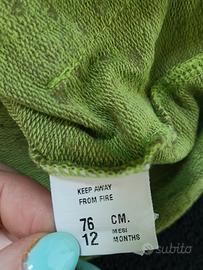 KEEP AWAY
FROM FIRE
76 CM.
12 MESI
MONTHS
subito